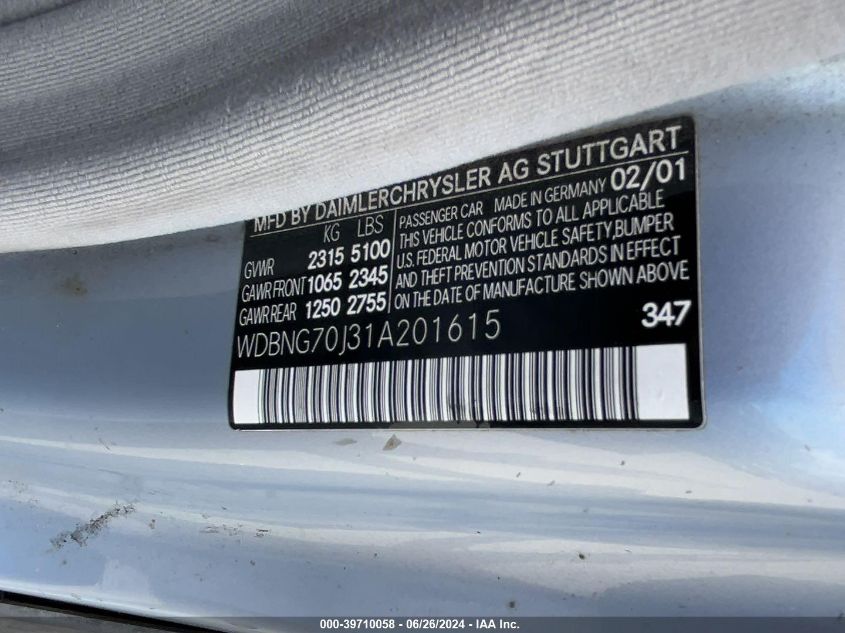 MFD BY DAIMLERCHRYSLER AG STUTTGART
KG LBS
GVWR 2315 5100
GAWR FRONT 1065 2345
GAWR REAR 1250 2755
PASSENGER CAR MADE IN GERMANY 02/01
THIS VEHICLE CONFORMS TO ALL APPLICABLE
U.S. FEDERAL MOTOR VEHICLE SAFETY,BUMPER
AND THEFT PREVENTION STANDARDS IN EFFECT
ON THE DATE OF MANUFACTURE SHOWN ABOVE
347
WDBNG70J31A201615
000-39710058 - 06/26/2024 - IAA Inc.